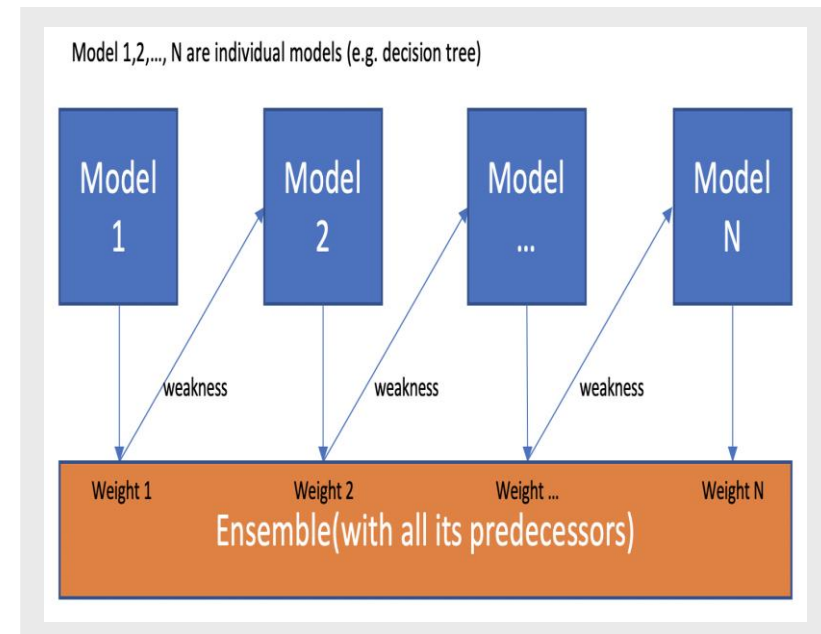 Model 1,2,..., N are individual models (e.g. decision tree)
Model
1
Model
2
Model
...
Model
N
weakness
weakness
weakness
Weight 1
Weight 2
Weight ...
Weight N
Ensemble(with all its predecessors)